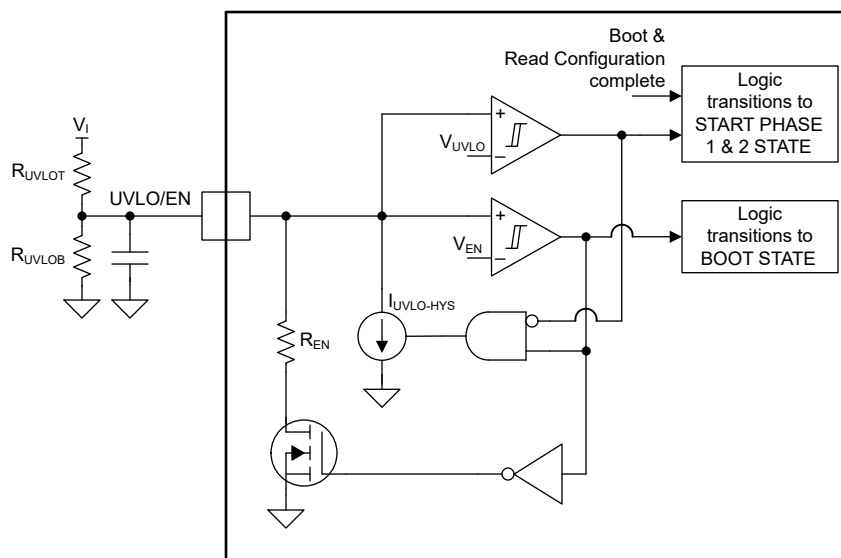 Boot &
Read Configuration
complete
Logic
transitions to
START PHASE
1 & 2 STATE
V_I
R_UVLOT
UVLO/EN
R_UVLOB
+
V_UVLO
−
+
V_EN
−
Logic
transitions to
BOOT STATE
I_UVLO-HYS
R_EN